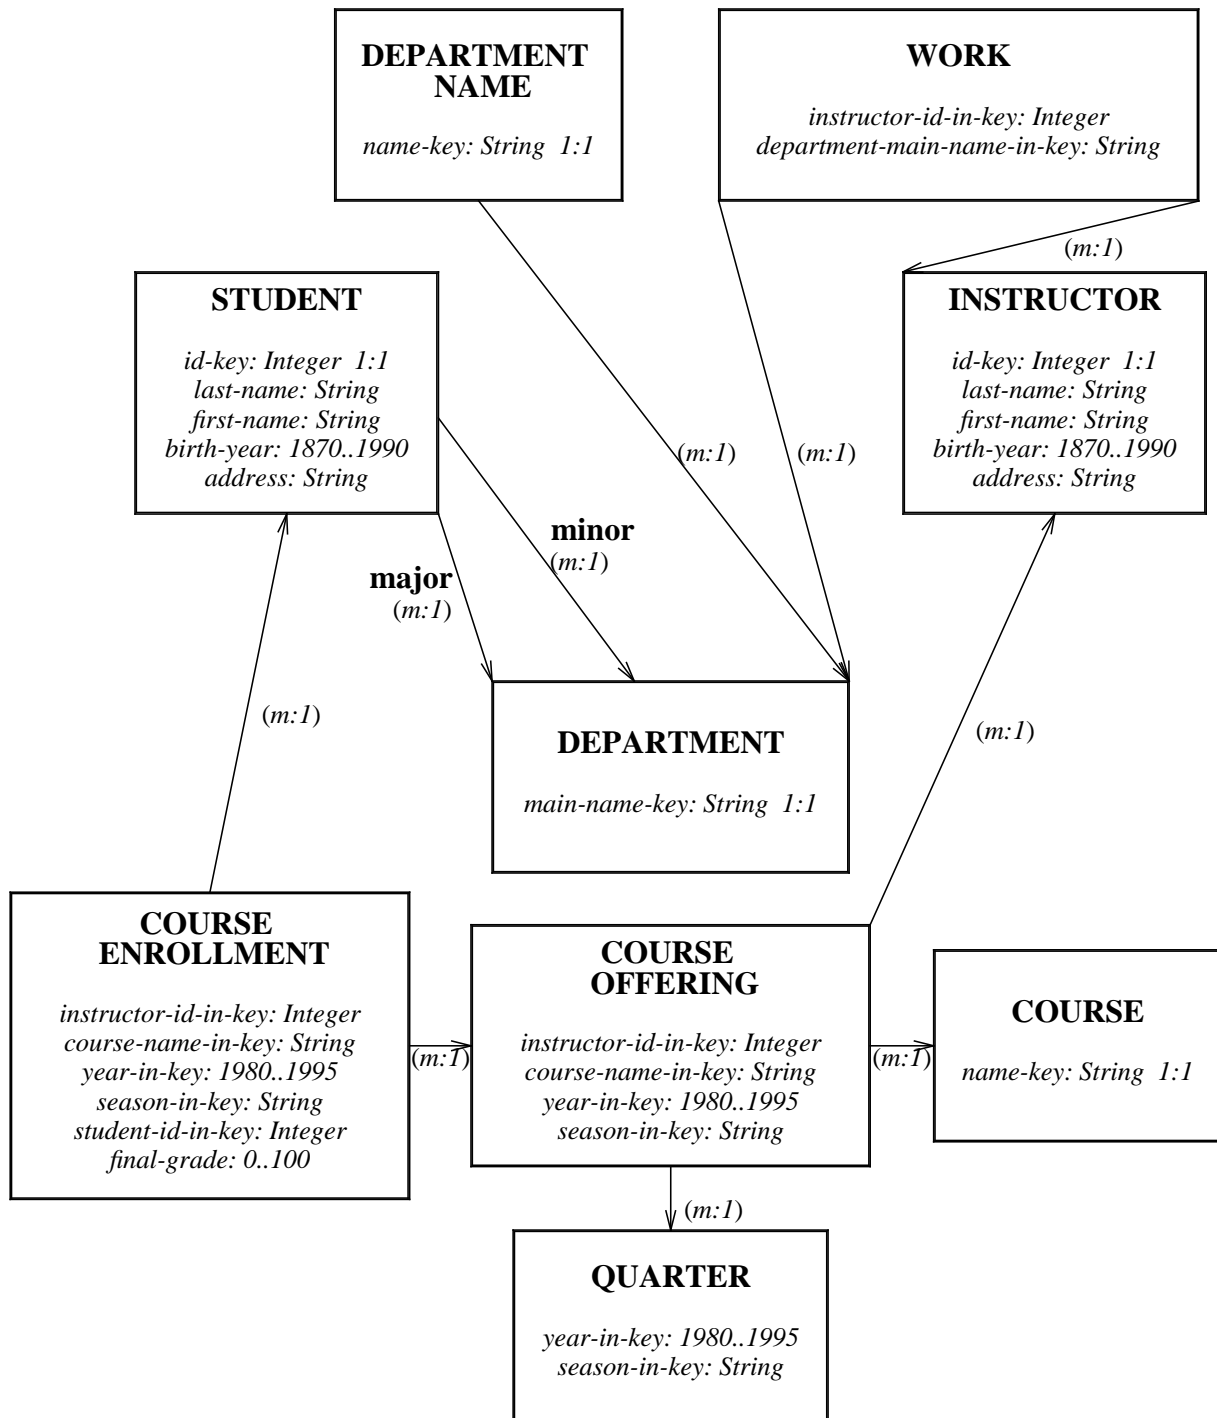 DEPARTMENT
NAME
name-key: String 1:1
WORK
instructor-id-in-key: Integer
department-main-name-in-key: String
(m:1)
STUDENT
id-key: Integer 1:1
last-name: String
first-name: String
birth-year: 1870..1990
address: String
INSTRUCTOR
id-key: Integer 1:1
last-name: String
first-name: String
birth-year: 1870..1990
address: String
(m:1)
(m:1)
minor
(m:1)
major
(m:1)
(m:1)
(m:1)
DEPARTMENT
main-name-key: String 1:1
COURSE
ENROLLMENT
instructor-id-in-key: Integer
course-name-in-key: String
year-in-key: 1980..1995
season-in-key: String
student-id-in-key: Integer
final-grade: 0..100
(m:1)
COURSE
OFFERING
instructor-id-in-key: Integer
course-name-in-key: String
year-in-key: 1980..1995
season-in-key: String
(m:1)
COURSE
name-key: String 1:1
(m:1)
QUARTER
year-in-key: 1980..1995
season-in-key: String